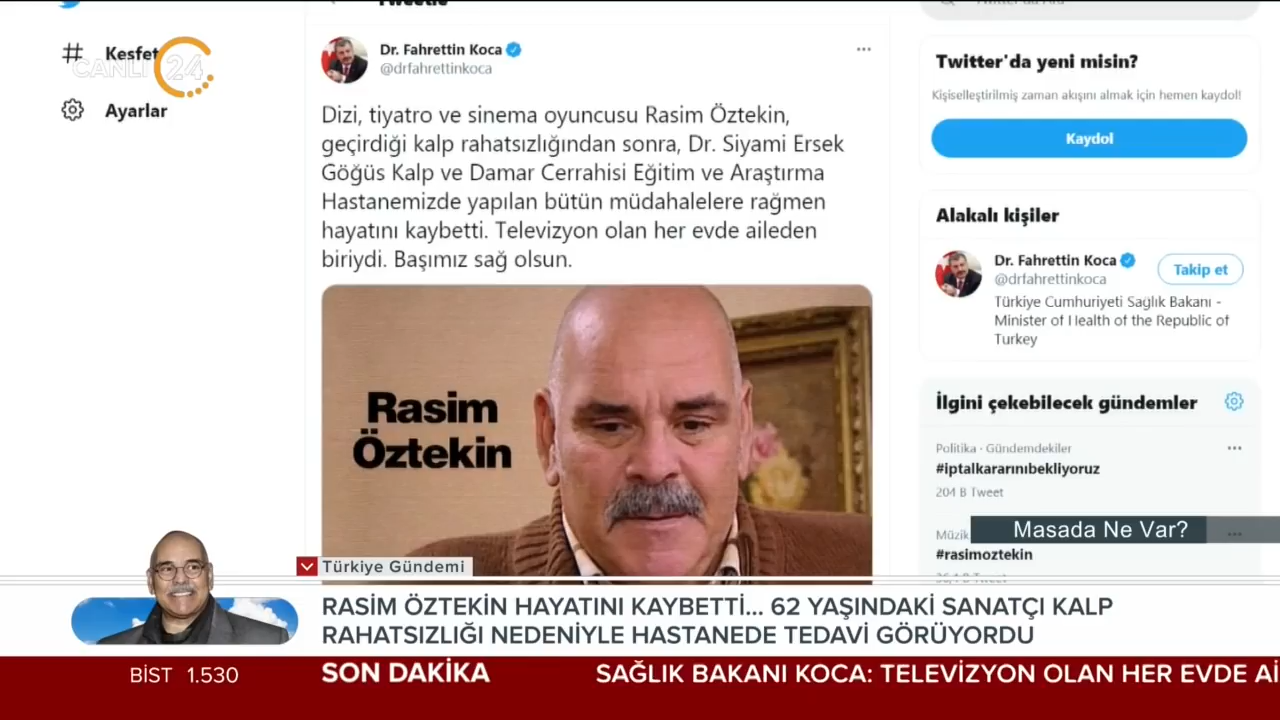 Tweetle
# Keşfet
CANLI 24
Ayarlar
Dr. Fahrettin Koca
@drfahrettinkoca
Dizi, tiyatro ve sinema oyuncusu Rasim Öztekin,
geçirdiği kalp rahatsızlığından sonra, Dr. Siyami Ersek
Göğüs Kalp ve Damar Cerrahisi Eğitim ve Araştırma
Hastanemizde yapılan bütün müdahalelere rağmen
hayatını kaybetti. Televizyon olan her evde aileden
biriydi. Başımız sağ olsun.
Rasim
Öztekin
Twitter'da yeni misin?
Kişiselleştirilmiş zaman akışını almak için hemen kaydol!
Kaydol
Alakalı kişiler
Dr. Fahrettin Koca
@drfahrettinkoca
Takip et
Türkiye Cumhuriyeti Sağlık Bakanı -
Minister of Health of the Republic of
Turkey
İlgini çekebilecek gündemler
Politika · Gündemdekiler
#iptalkararınıbekliyoruz
204 B Tweet
Masada Ne Var?
Müzik
#rasimoztekin
Türkiye Gündemi
RASİM ÖZTEKİN HAYATINI KAYBETTİ... 62 YAŞINDAKİ SANATÇI KALP
RAHATSIZLIĞI NEDENİYLE HASTANEDE TEDAVİ GÖRÜYORDU
BİST 1.530
SON DAKİKA
SAĞLIK BAKANI KOCA: TELEVİZYON OLAN HER EVDE Aİ